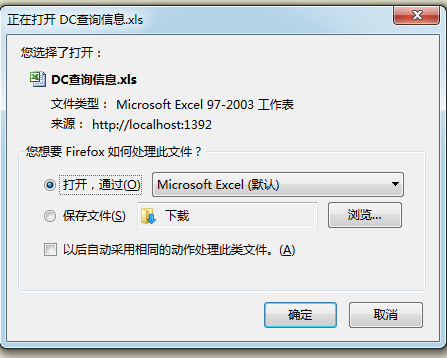 正在打开 DC查询信息.xls
您选择了打开：
DC查询信息.xls
文件类型： Microsoft Excel 97-2003 工作表
来源： http://localhost:1392
您想要 Firefox 如何处理此文件？
打开，通过(O) Microsoft Excel (默认)
保存文件(S) 下载 浏览...
以后自动采用相同的动作处理此类文件。(A)
确定 取消